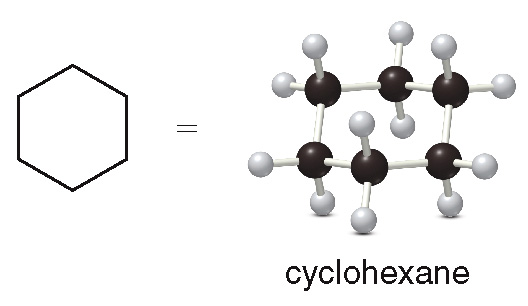 =
cyclohexane